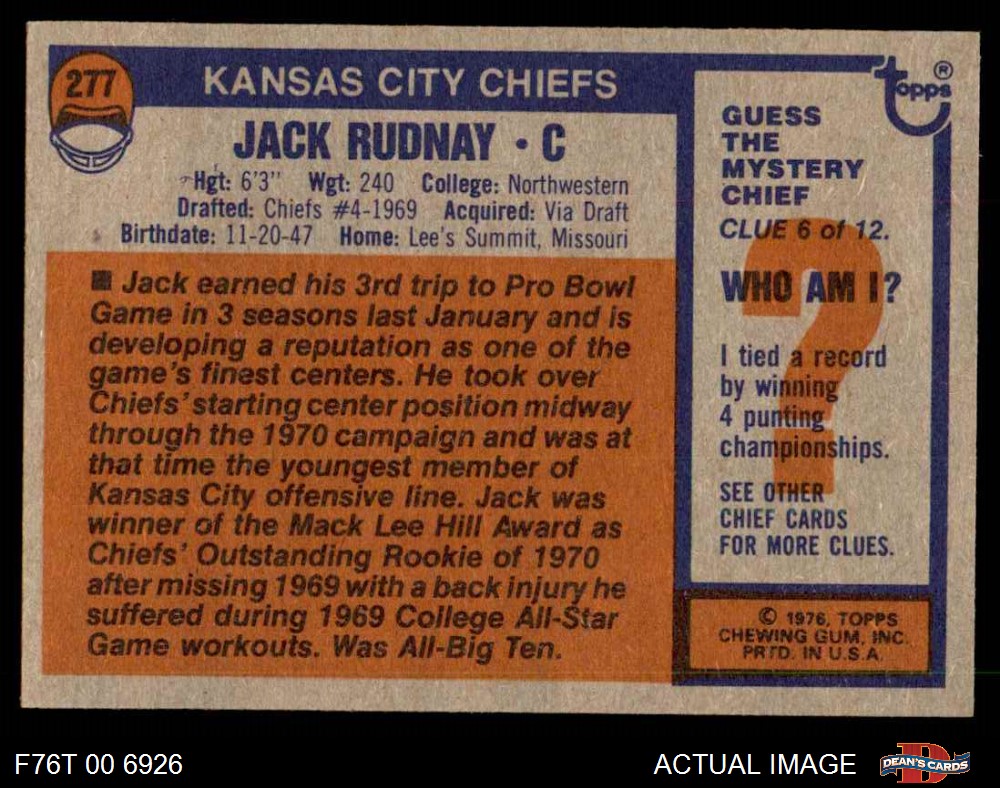 277
KANSAS CITY CHIEFS
JACK RUDNAY • C
Hgt: 6'3" Wgt: 240 College: Northwestern
Drafted: Chiefs #4-1969 Acquired: Via Draft
Birthdate: 11-20-47 Home: Lee's Summit, Missouri
■ Jack earned his 3rd trip to Pro Bowl
Game in 3 seasons last January and is
developing a reputation as one of the
game's finest centers. He took over
Chiefs' starting center position midway
through the 1970 campaign and was at
that time the youngest member of
Kansas City offensive line. Jack was
winner of the Mack Lee Hill Award as
Chiefs' Outstanding Rookie of 1970
after missing 1969 with a back injury he
suffered during 1969 College All-Star
Game workouts. Was All-Big Ten.
topps®
GUESS
THE
MYSTERY
CHIEF
CLUE 6 of 12.
?
WHO AM I?
I tied a record
by winning
4 punting
championships.
SEE OTHER
CHIEF CARDS
FOR MORE CLUES.
© 1976, TOPPS
CHEWING GUM, INC.
PRTD. IN U.S.A.
F76T 00 6926
ACTUAL IMAGE
D
DEAN'S CARDS